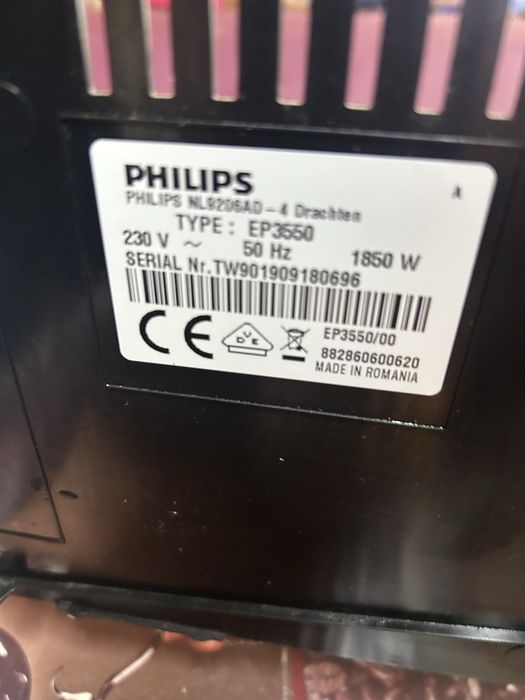 PHILIPS
A
PHILIPS NL9206AD-4 Drachten
TYPE: EP3550
230 V ~ 50 Hz 1850 W
SERIAL Nr.TW901909180696
CE DVE EP3550/00
882860600620
MADE IN ROMANIA